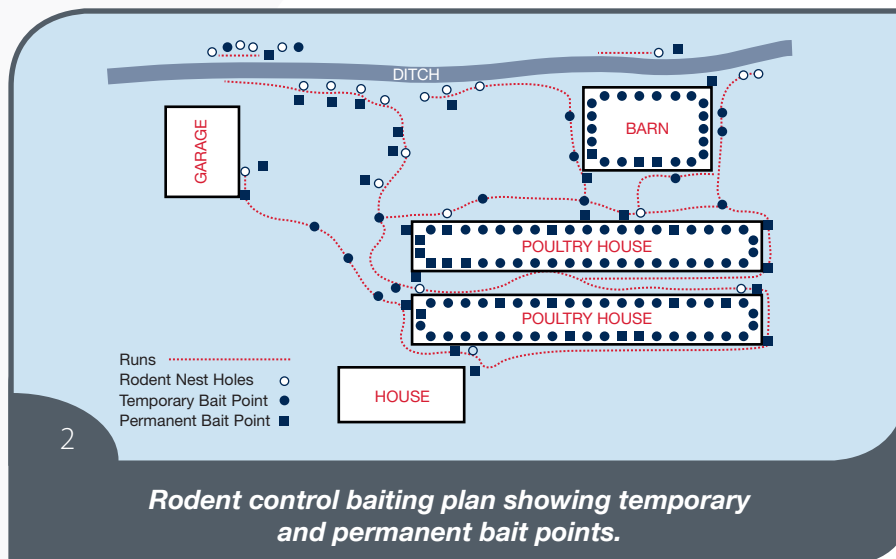 DITCH
GARAGE
BARN
POULTRY HOUSE
POULTRY HOUSE
Runs
Rodent Nest Holes
Temporary Bait Point
Permanent Bait Point
HOUSE
2
Rodent control baiting plan showing temporary
and permanent bait points.